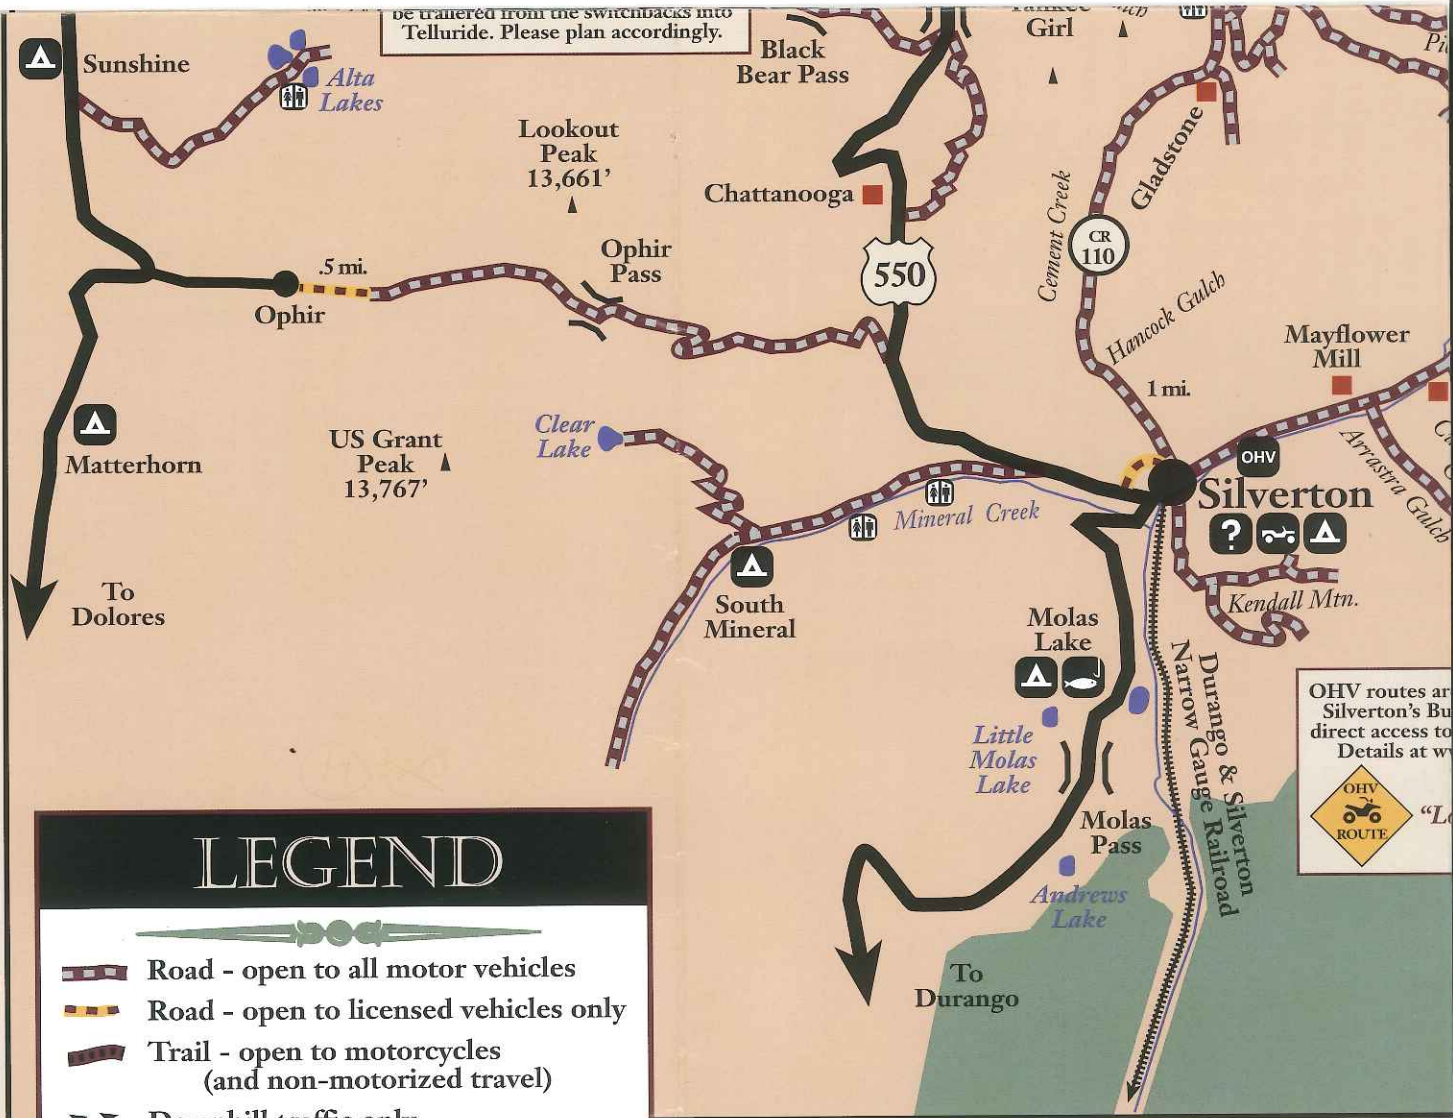 be trailered from the switchbacks into
Telluride. Please plan accordingly.
Sunshine
Alta
Lakes
Black
Bear Pass
Yankee
Girl
Lookout
Peak
13,661’
Chattanooga
Gladstone
Cement Creek
CR
110
Hancock Gulch
Ophir
Pass
.5 mi.
Ophir
550
Mayflower
Mill
1 mi.
Clear
Lake
US Grant
Peak
13,767’
Matterhorn
OHV
Arrastra Gulch
Silverton
?
Mineral Creek
South
Mineral
To
Dolores
Kendall Mtn.
Molas
Lake
Little
Molas
Lake
Durango & Silverton
Narrow Gauge Railroad
Molas
Pass
Andrews
Lake
To
Durango
OHV routes ar
Silverton’s Bu
direct access to
Details at w
OHV
ROUTE
LEGEND
Road - open to all motor vehicles
Road - open to licensed vehicles only
Trail - open to motorcycles
(and non-motorized travel)
Downhill traffic only